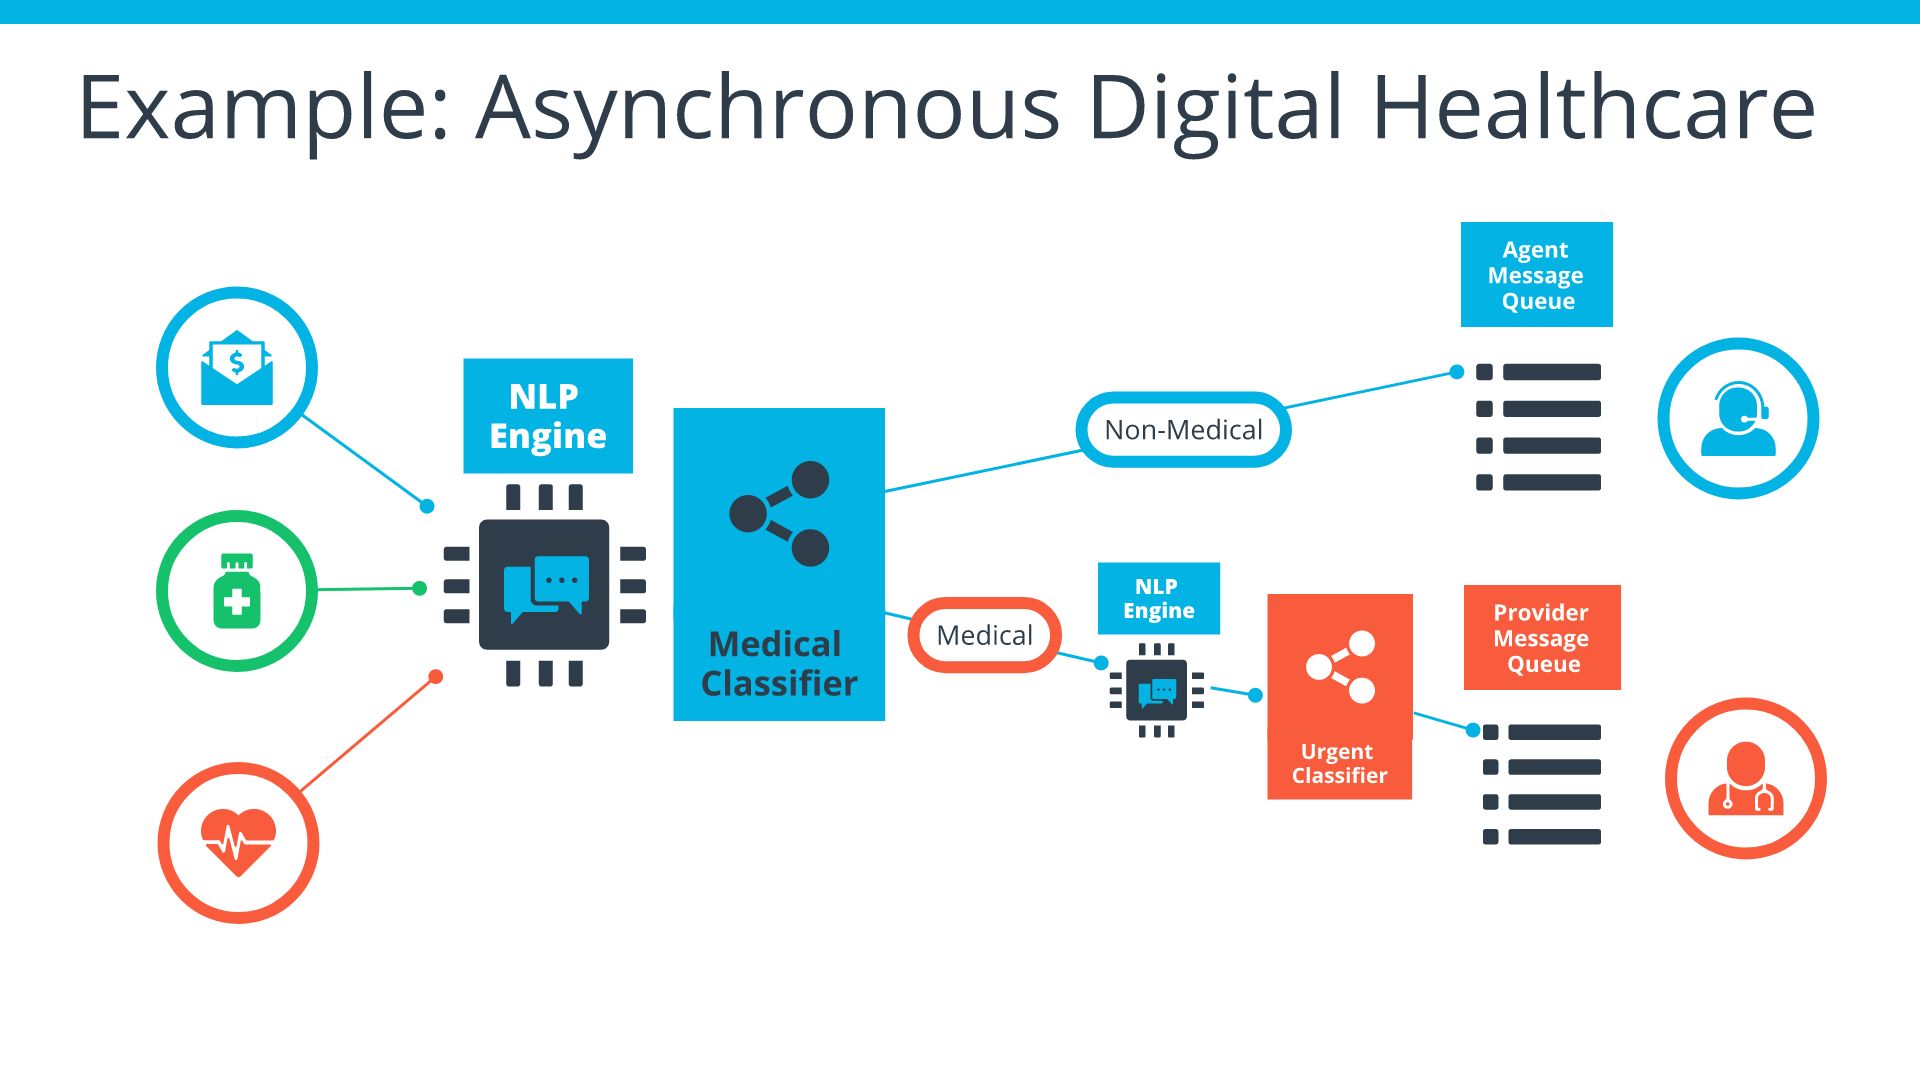 Example: Asynchronous Digital Healthcare
NLP
Engine
$
Medical
Classifier
Non-Medical
Agent
Message
Queue
Medical
NLP
Engine
Urgent
Classifier
Provider
Message
Queue